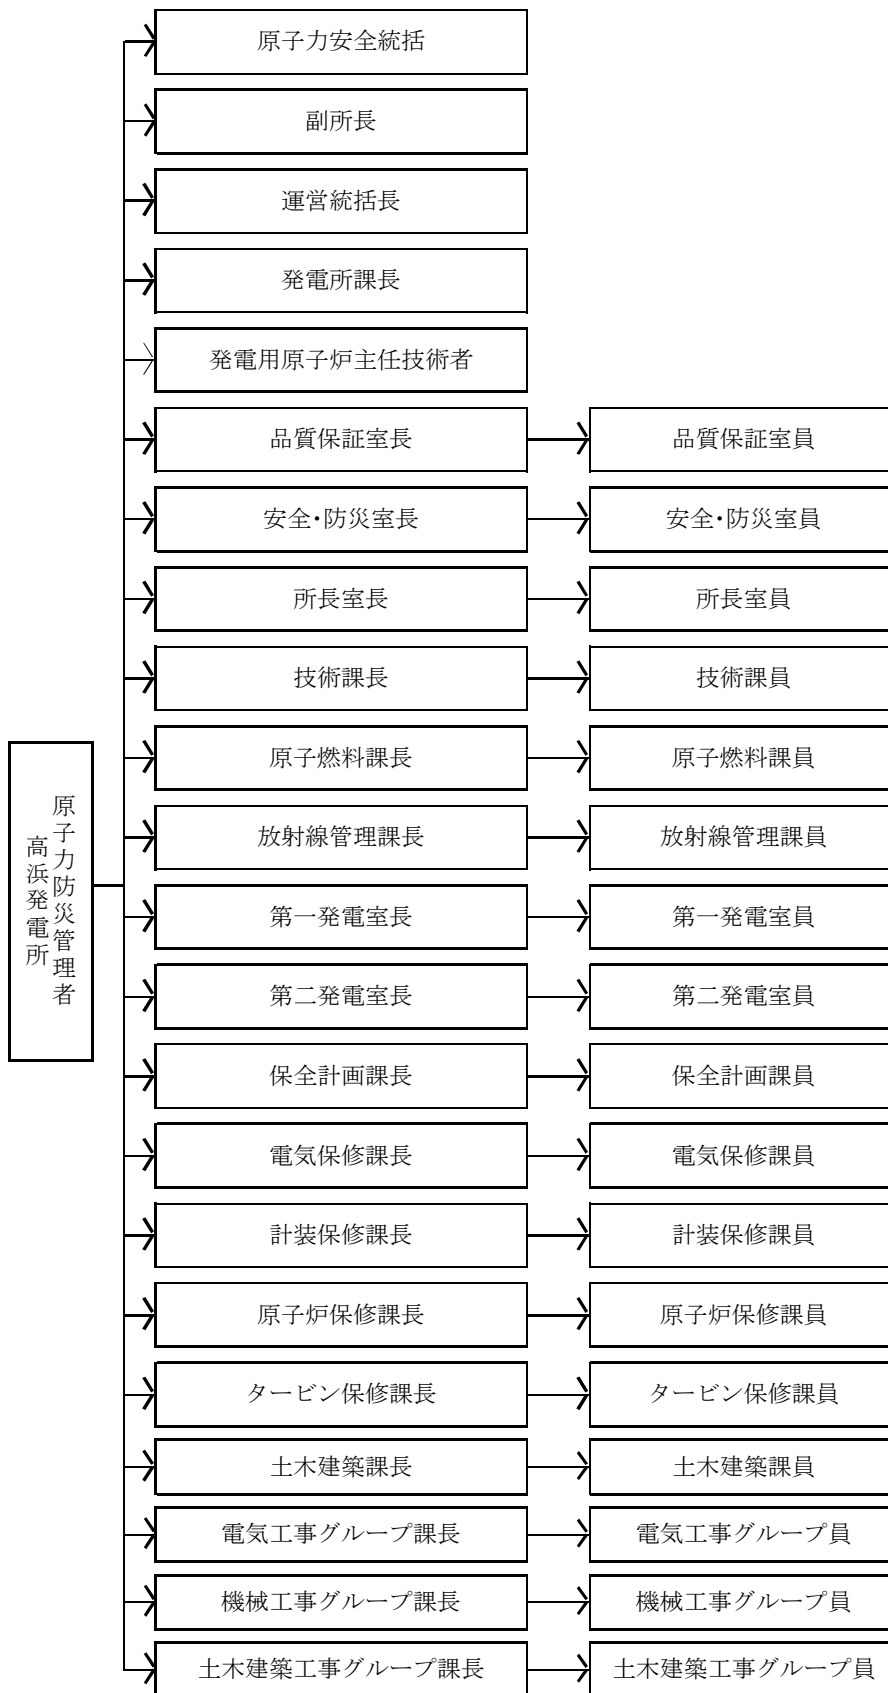 原子力安全統括
副所長
運営統括長
発電所課長
発電用原子炉主任技術者
品質保証室長
品質保証室員
安全・防災室長
安全・防災室員
所長室長
所長室員
技術課長
技術課員
原子燃料課長
原子燃料課員
原子力防災管理者
高浜発電所
放射線管理課長
放射線管理課員
第一発電室長
第一発電室員
第二発電室長
第二発電室員
保全計画課長
保全計画課員
電気保修課長
電気保修課員
計装保修課長
計装保修課員
原子炉保修課長
原子炉保修課員
タービン保修課長
タービン保修課員
土木建築課長
土木建築課員
電気工事グループ課長
電気工事グループ員
機械工事グループ課長
機械工事グループ員
土木建築工事グループ課長
土木建築工事グループ員